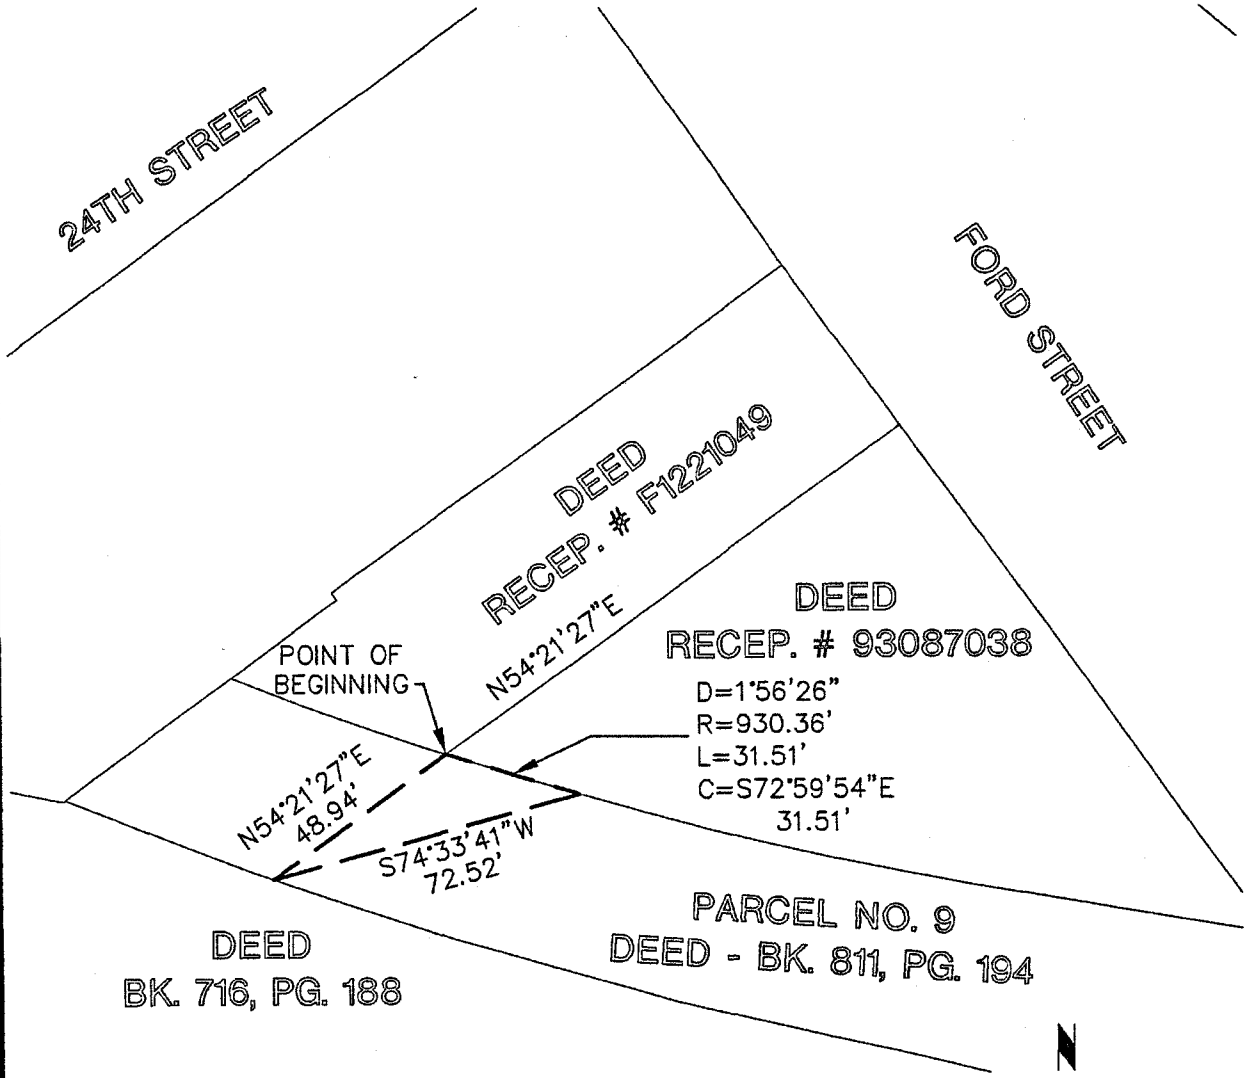 24TH STREET
FORD STREET
DEED
RECEP. # F1221049
N54°21'27"E
DEED
RECEP. # 93087038
POINT OF
BEGINNING
D=1°56'26"
R=930.36'
L=31.51'
C=S72°59'54"E
31.51'
N54°21'27"E
48.94'
S74°33'41"W
72.52'
PARCEL NO. 9
DEED - BK. 811, PG. 194
DEED
BK. 716, PG. 188
N